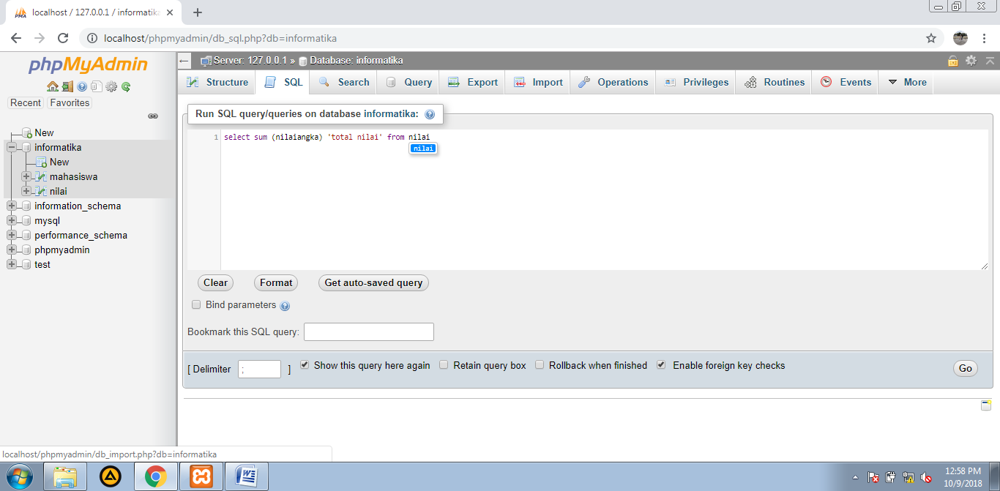 localhost / 127.0.0.1 / informatika
localhost/phpmyadmin/db_sql.php?db=informatika
phpMyAdmin
Recent Favorites
New
informatika
New
mahasiswa
nilai
information_schema
mysql
performance_schema
phpmyadmin
test
Server: 127.0.0.1 » Database: informatika
Structure SQL Search Query Export Import Operations Privileges Routines Events More
Run SQL query/queries on database informatika:
1 select sum (nilaiangka) 'total nilai' from nilai
nilai
Clear Format Get auto-saved query
Bind parameters
Bookmark this SQL query:
[ Delimiter ; ] Show this query here again Retain query box Rollback when finished Enable foreign key checks Go
localhost/phpmyadmin/db_import.php?db=informatika
12:58 PM
10/9/2018